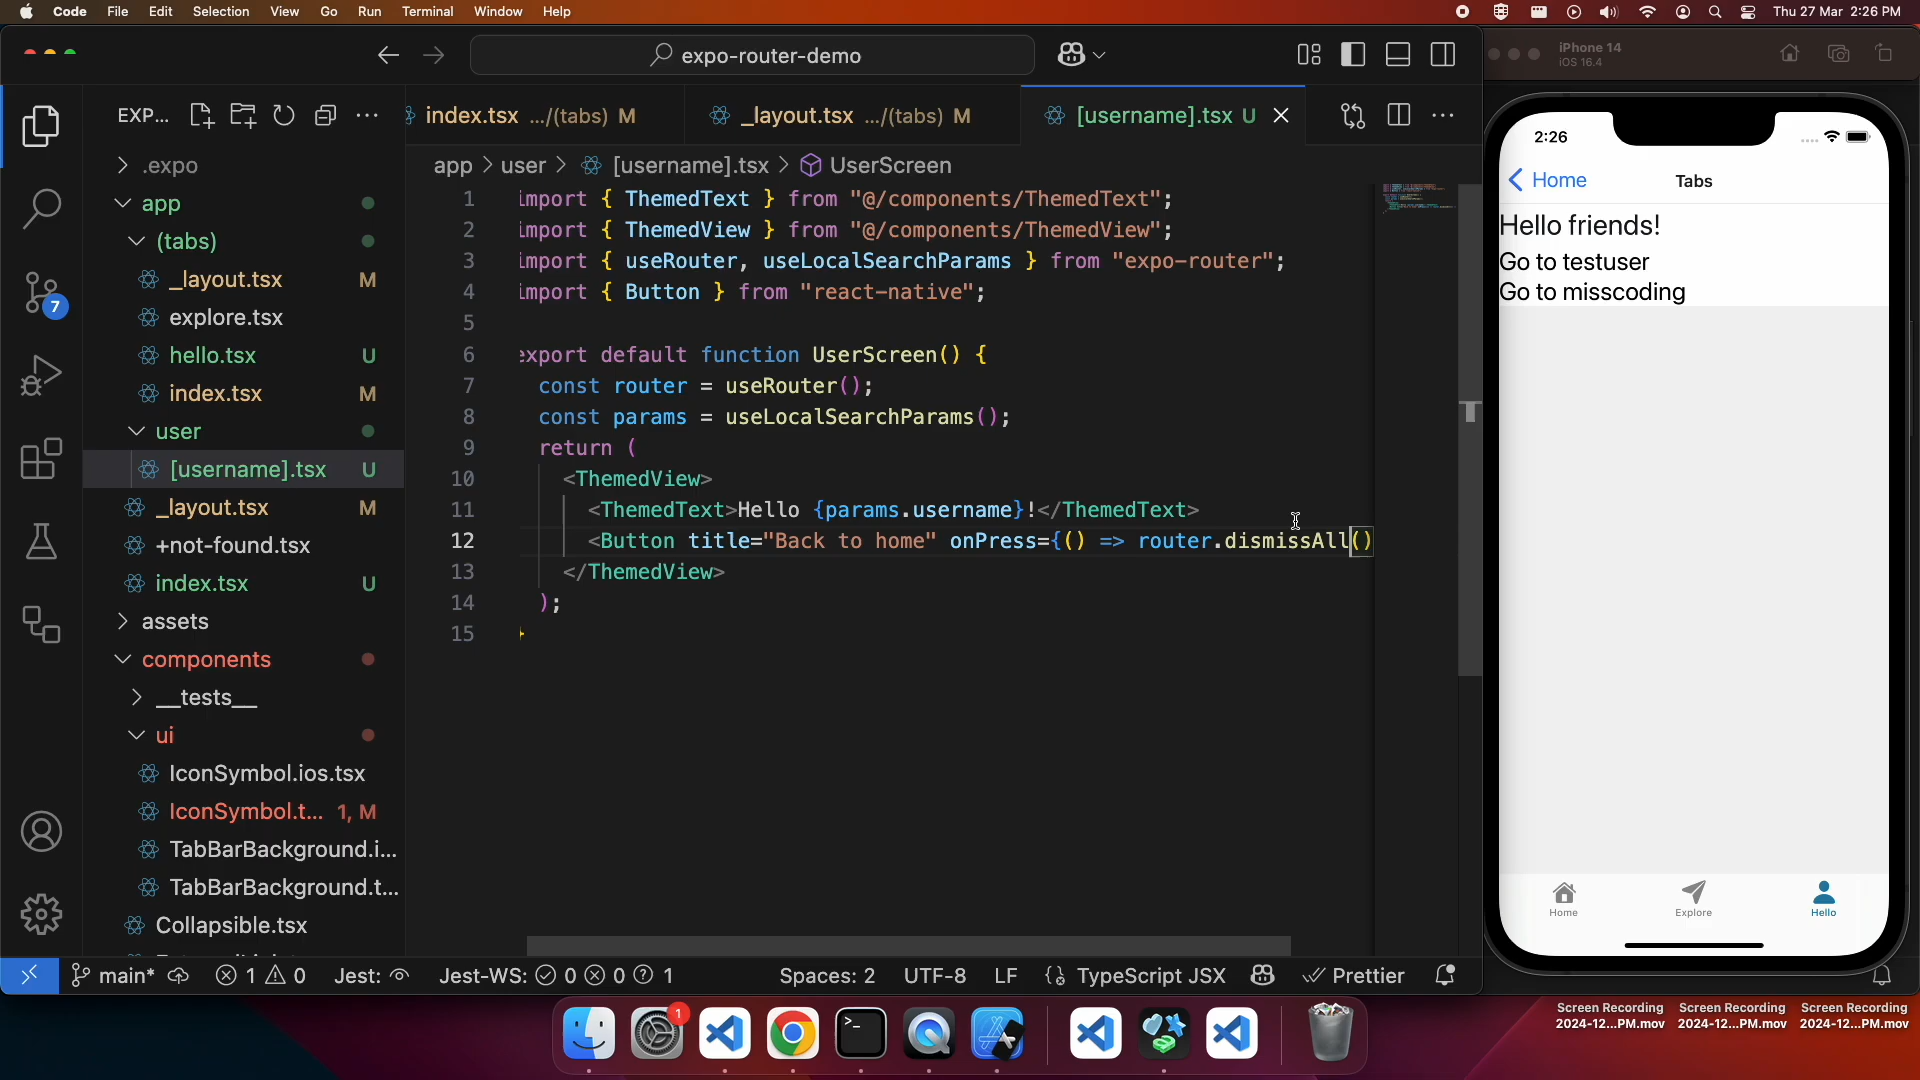 Code File Edit Selection View Go Run Terminal Window Help Thu 27 Mar 2:26 PM
expo-router-demo
iPhone 14
iOS 16.4
EXP...
index.tsx .../(tabs) M
_layout.tsx .../(tabs) M
[username].tsx U
app > user > [username].tsx > UserScreen
.expo
app
(tabs)
_layout.tsx M
explore.tsx
hello.tsx U
index.tsx M
user
[username].tsx U
_layout.tsx M
+not-found.tsx
index.tsx U
assets
components
__tests__
ui
IconSymbol.ios.tsx
IconSymbol.t... 1, M
TabBarBackground.i...
TabBarBackground.t...
Collapsible.tsx
7
1 import { ThemedText } from "@/components/ThemedText";
2 import { ThemedView } from "@/components/ThemedView";
3 import { useRouter, useLocalSearchParams } from "expo-router";
4 import { Button } from "react-native";
5
6 export default function UserScreen() {
7 const router = useRouter();
8 const params = useLocalSearchParams();
9 return (
10 <ThemedView>
11 <ThemedText>Hello {params.username}!</ThemedText>
12 <Button title="Back to home" onPress={() => router.dismissAll()
13 </ThemedView>
14 );
15 }
2:26
Home
Tabs
Hello friends!
Go to testuser
Go to misscoding
Home Explore Hello
main* 1 0 Jest: Jest-WS: 0 0 1 Spaces: 2 UTF-8 LF {} TypeScript JSX Prettier
1
Screen Recording Screen Recording Screen Recording
2024-12...PM.mov 2024-12...PM.mov 2024-12...PM.mov